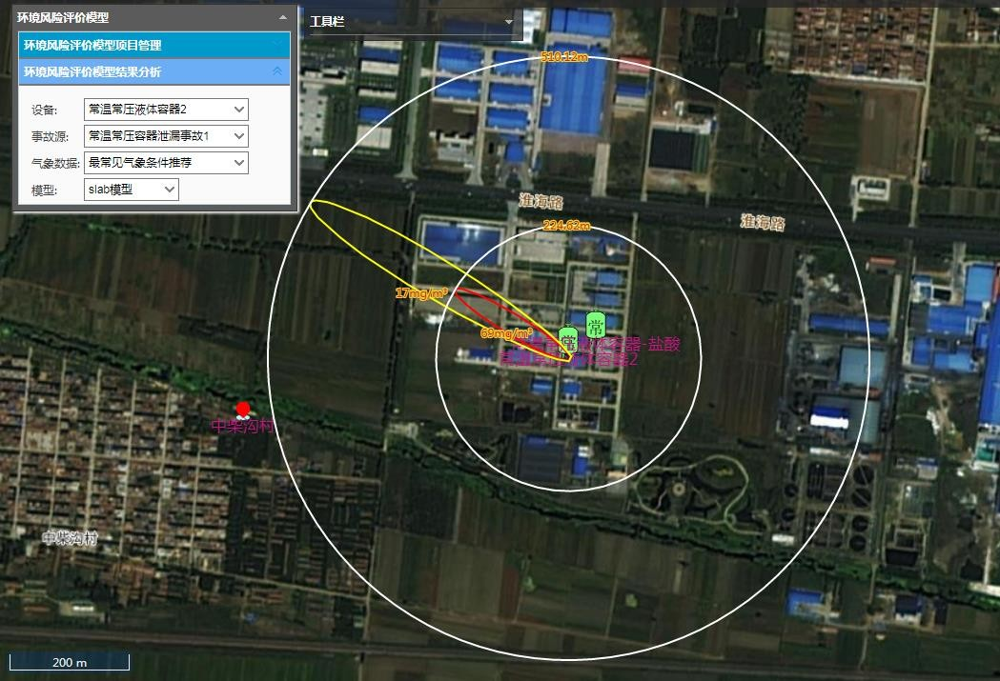 环境风险评价模型
工具栏
环境风险评价模型项目管理
环境风险评价模型结果分析
设备:
常温常压液体容器2
事故源:
常温常压容器泄漏事故1
气象数据:
最常见气象条件推荐
模型:
slab模型
510.12m
淮海路
淮海路
224.62m
17mg/m³
69mg/m³
常
常
体容器-盐酸
容器2
中柴沟村
中柴沟村
200 m